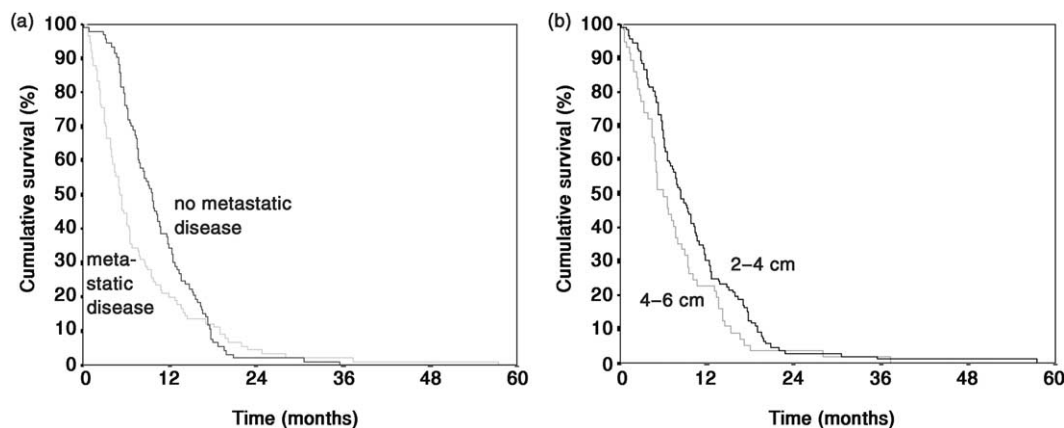 (a)
Cumulative survival (%)
100
90
80
70
60
50
40
30
20
10
0
no metastatic
disease
meta-
static
disease
0 12 24 36 48 60
Time (months)
(b)
Cumulative survival (%)
100
90
80
70
60
50
40
30
20
10
0
2–4 cm
4–6 cm
0 12 24 36 48 60
Time (months)